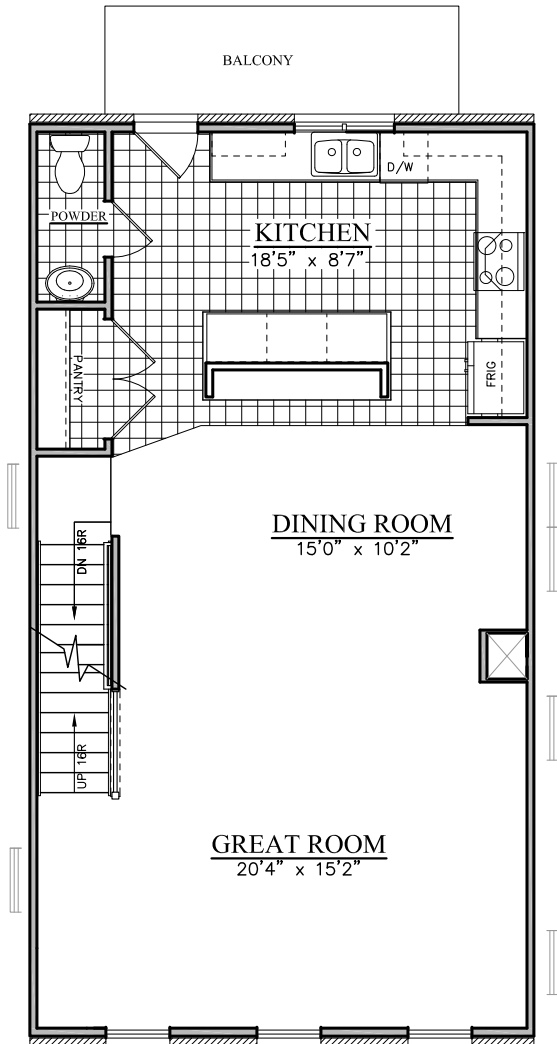 BALCONY
D/W
POWDER
KITCHEN
18'5" x 8'7"
PANTRY
FRIG
DINING ROOM
15'0" x 10'2"
DN 16R
UP 16R
GREAT ROOM
20'4" x 15'2"